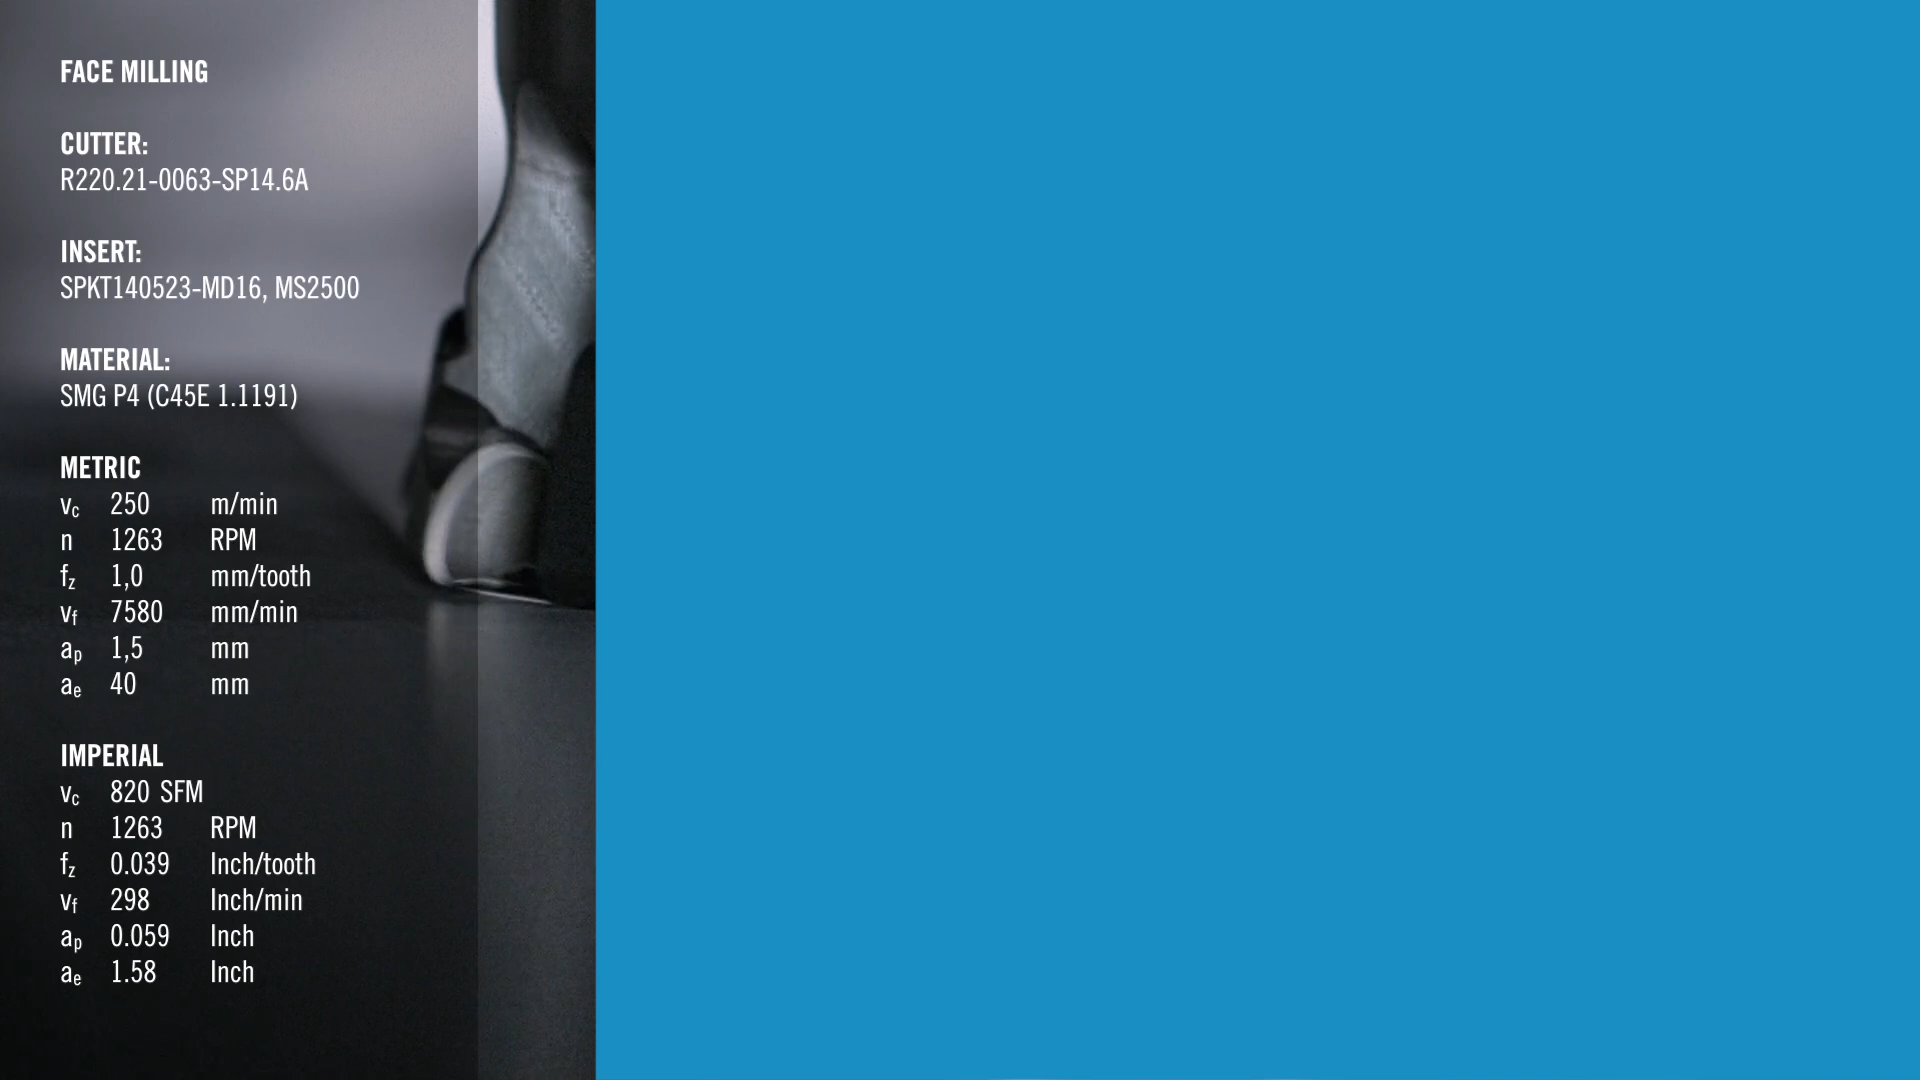 FACE MILLING
CUTTER:
R220.21-0063-SP14.6A
INSERT:
SPKT140523-MD16, MS2500
MATERIAL:
SMG P4 (C45E 1.1191)
METRIC
vc 250 m/min
n 1263 RPM
fz 1,0 mm/tooth
vf 7580 mm/min
ap 1,5 mm
ae 40 mm
IMPERIAL
vc 820 SFM
n 1263 RPM
fz 0.039 Inch/tooth
vf 298 Inch/min
ap 0.059 Inch
ae 1.58 Inch